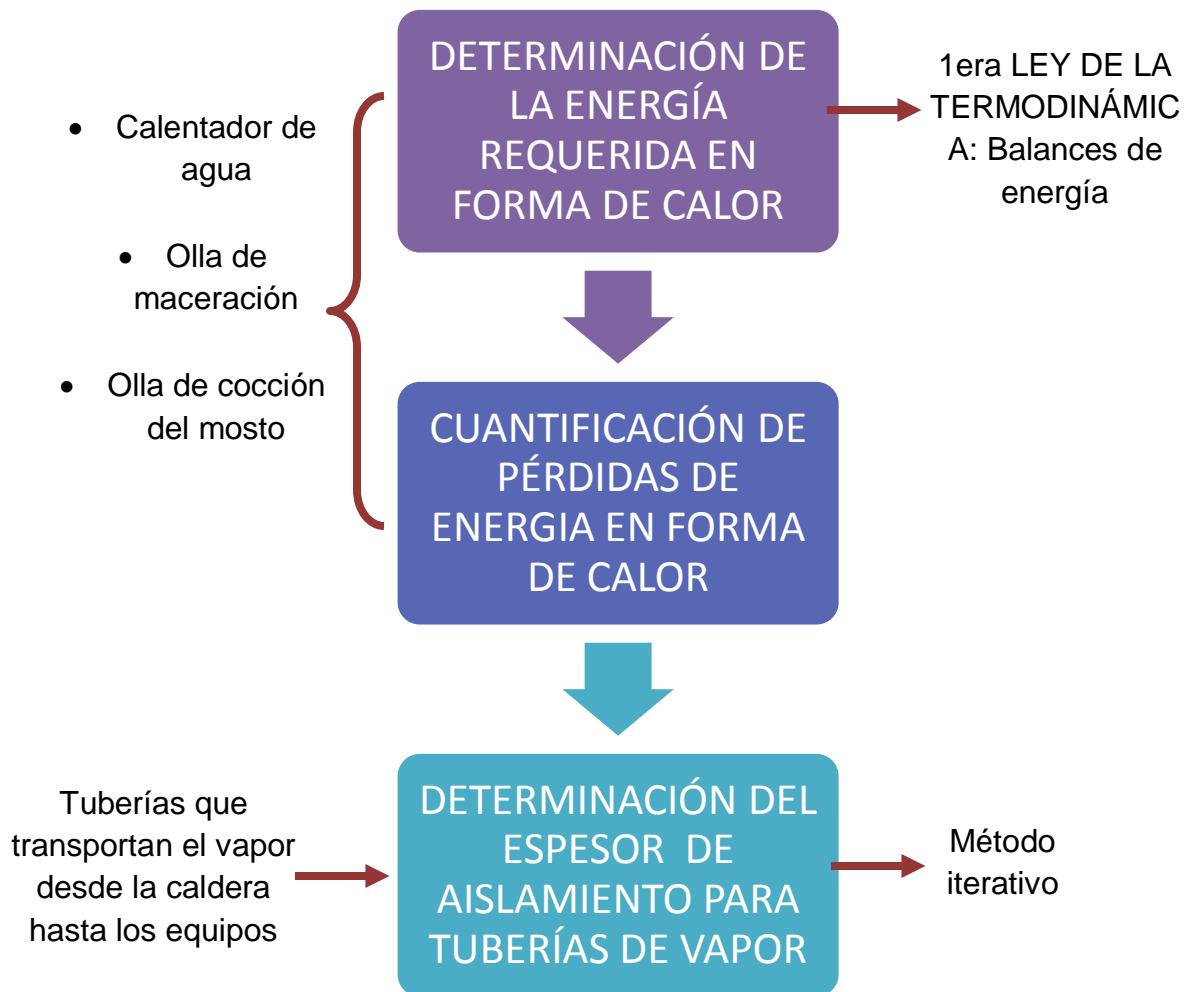 DETERMINACIÓN DE
LA ENERGÍA
REQUERIDA EN
FORMA DE CALOR
1era LEY DE LA
TERMODINÁMIC
A: Balances de
energía
• Calentador de
agua
• Olla de
maceración
• Olla de cocción
del mosto
CUANTIFICACIÓN DE
PÉRDIDAS DE
ENERGIA EN FORMA
DE CALOR
Tuberías que
transportan el vapor
desde la caldera
hasta los equipos
DETERMINACIÓN DEL
ESPESOR DE
AISLAMIENTO PARA
TUBERÍAS DE VAPOR
Método
iterativo